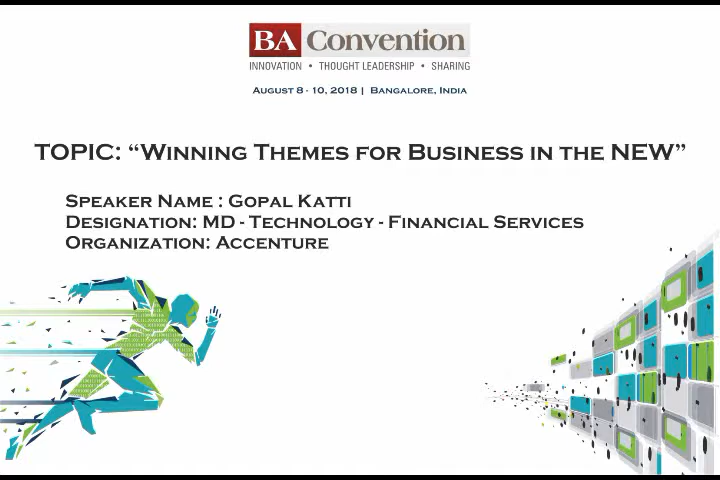 BA Convention
INNOVATION • THOUGHT LEADERSHIP • SHARING
AUGUST 8 - 10, 2018 | BANGALORE, INDIA
TOPIC: “WINNING THEMES FOR BUSINESS IN THE NEW”
SPEAKER NAME : GOPAL KATTI
DESIGNATION: MD - TECHNOLOGY - FINANCIAL SERVICES
ORGANIZATION: ACCENTURE